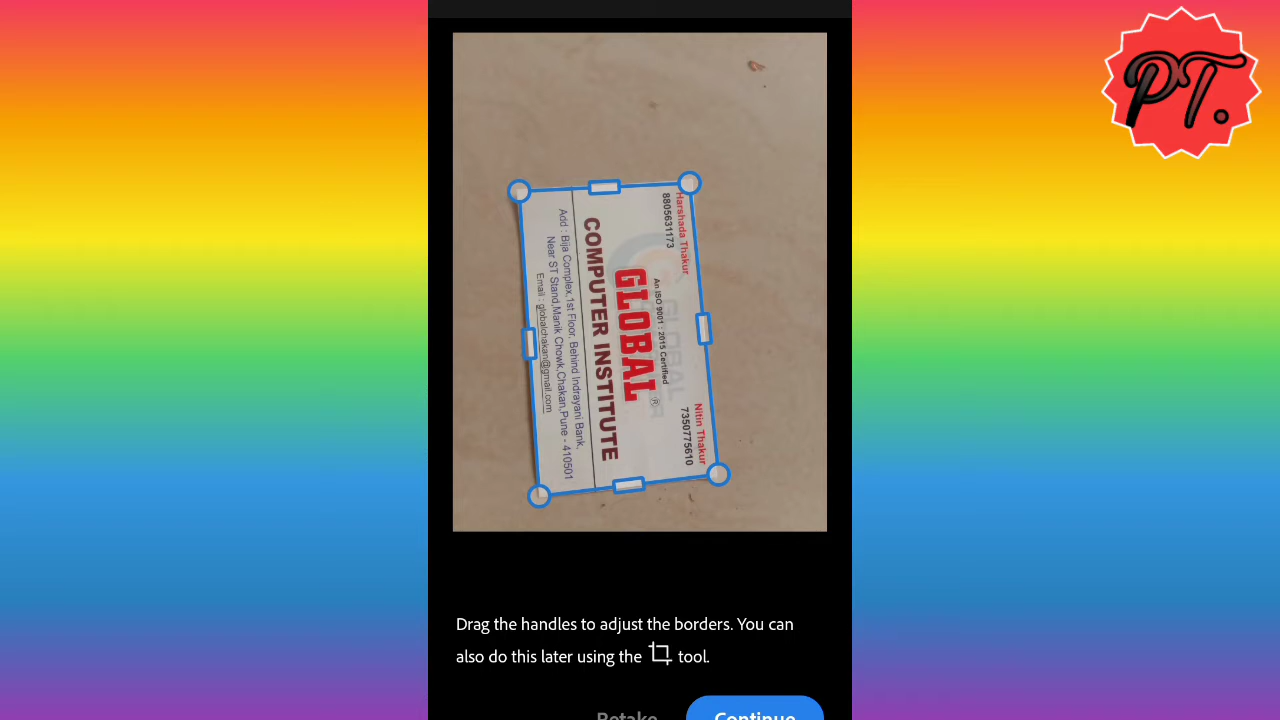 PT.
Harshada Thakur
8805631173
Nitin Thakur
7350775610
An ISO 9001 : 2015 Certified
GLOBAL
GLOBAL ®
COMPUTER INSTITUTE
Add : Bija Complex,1st Floor, Behind Indrayani Bank,
Near ST Stand,Manik Chowk,Chakan,Pune - 410501
Email : globalchakan@gmail.com
Drag the handles to adjust the borders. You can
also do this later using the tool.
Retake
Continue